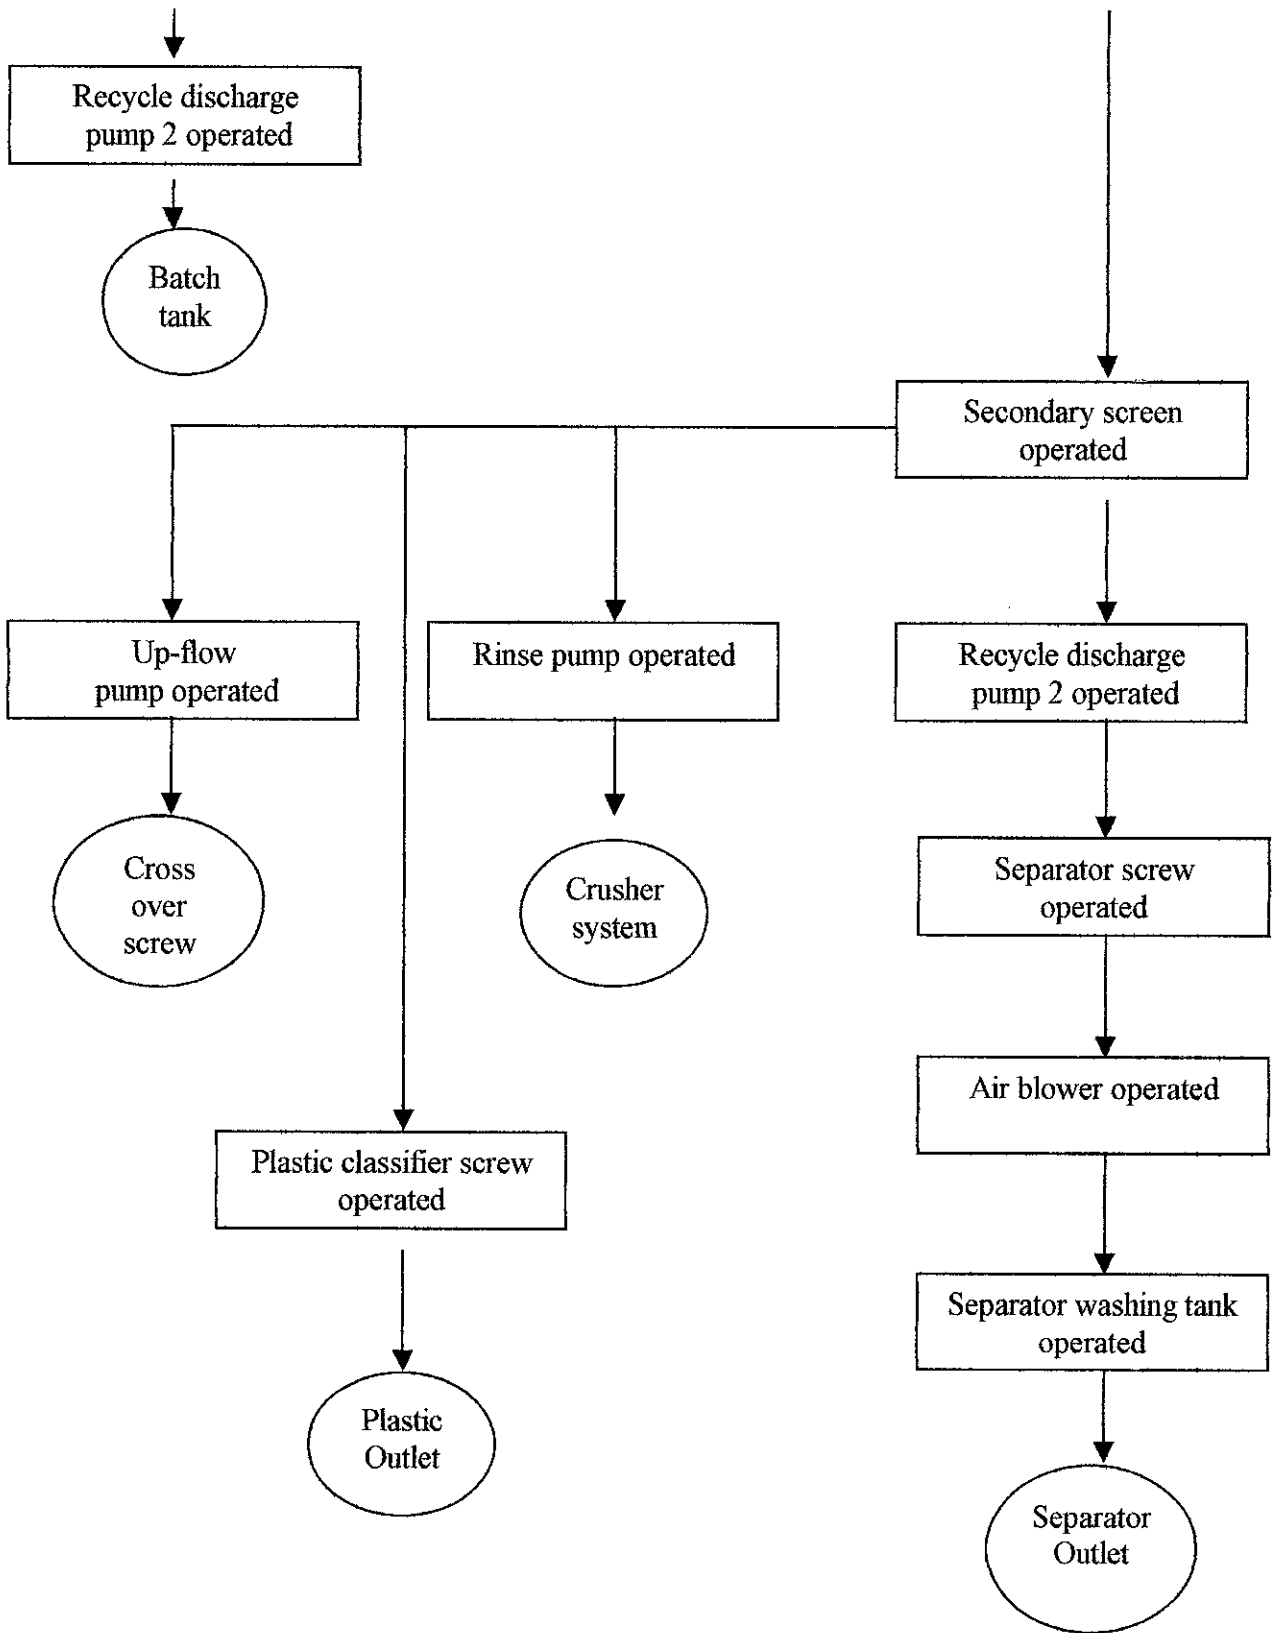 Recycle discharge
pump 2 operated
Batch
tank
Secondary screen
operated
Up-flow
pump operated
Rinse pump operated
Recycle discharge
pump 2 operated
Cross
over
screw
Crusher
system
Separator screw
operated
Air blower operated
Plastic classifier screw
operated
Separator washing tank
operated
Plastic
Outlet
Separator
Outlet